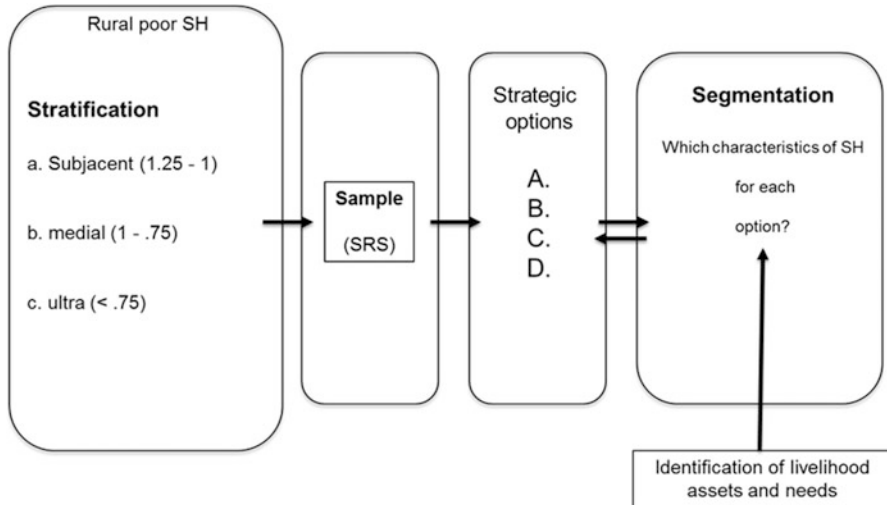 Rural poor SH
Stratification
a. Subjacent (1.25 - 1)
b. medial (1 - .75)
c. ultra (< .75)
Sample
(SRS)
Strategic
options
A.
B.
C.
D.
Segmentation
Which characteristics of SH
for each
option?
Identification of livelihood
assets and needs